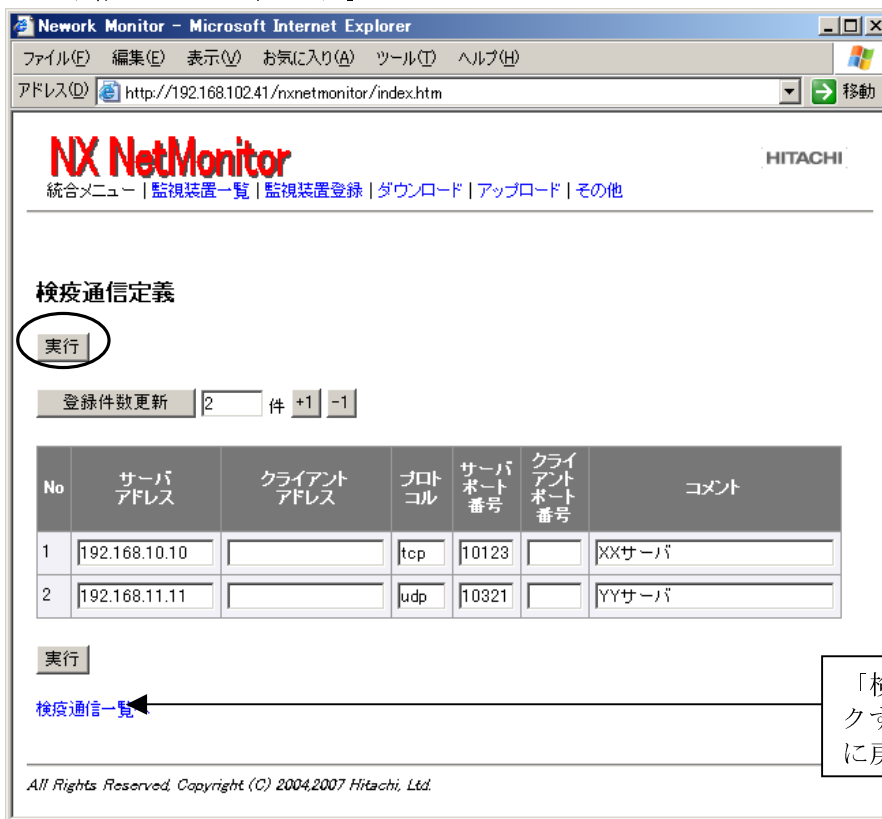 Nework Monitor - Microsoft Internet Explorer
ファイル(F) 編集(E) 表示(V) お気に入り(A) ツール(T) ヘルプ(H)
アドレス(D) http://192.168.102.41/nxnetmonitor/index.htm 移動
NX NetMonitor
HITACHI
統合メニュー | 監視装置一覧 | 監視装置登録 | ダウンロード | アップロード | その他
検疫通信定義
実行
登録件数更新 2 件 +1 -1
No サーバアドレス クライアントアドレス プロトコル サーバポート番号 クライアントポート番号 コメント
1 192.168.10.10 tcp 10123 XXサーバ
2 192.168.11.11 udp 10321 YYサーバ
実行
検疫通信一覧
「検
クす
に戻
All Rights Reserved, Copyright (C) 2004,2007 Hitachi, Ltd.